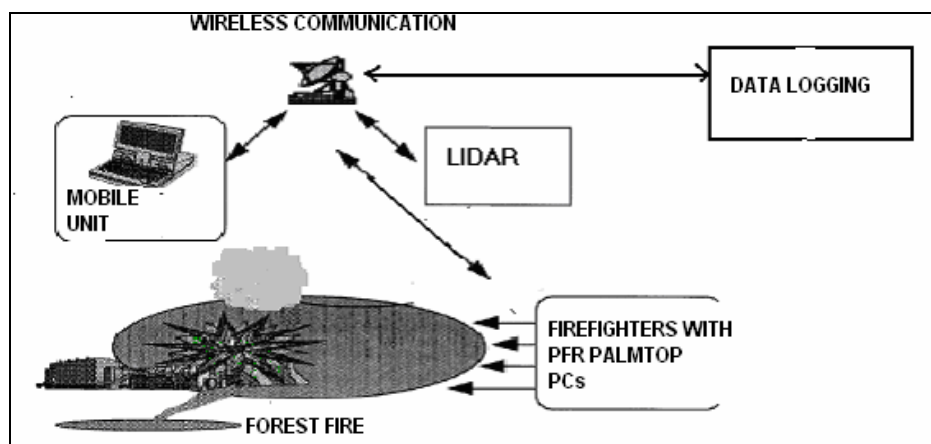 WIRELESS COMMUNICATION
DATA LOGGING
LIDAR
MOBILE
UNIT
FIREFIGHTERS WITH
PFR PALMTOP
PCs
FOREST FIRE